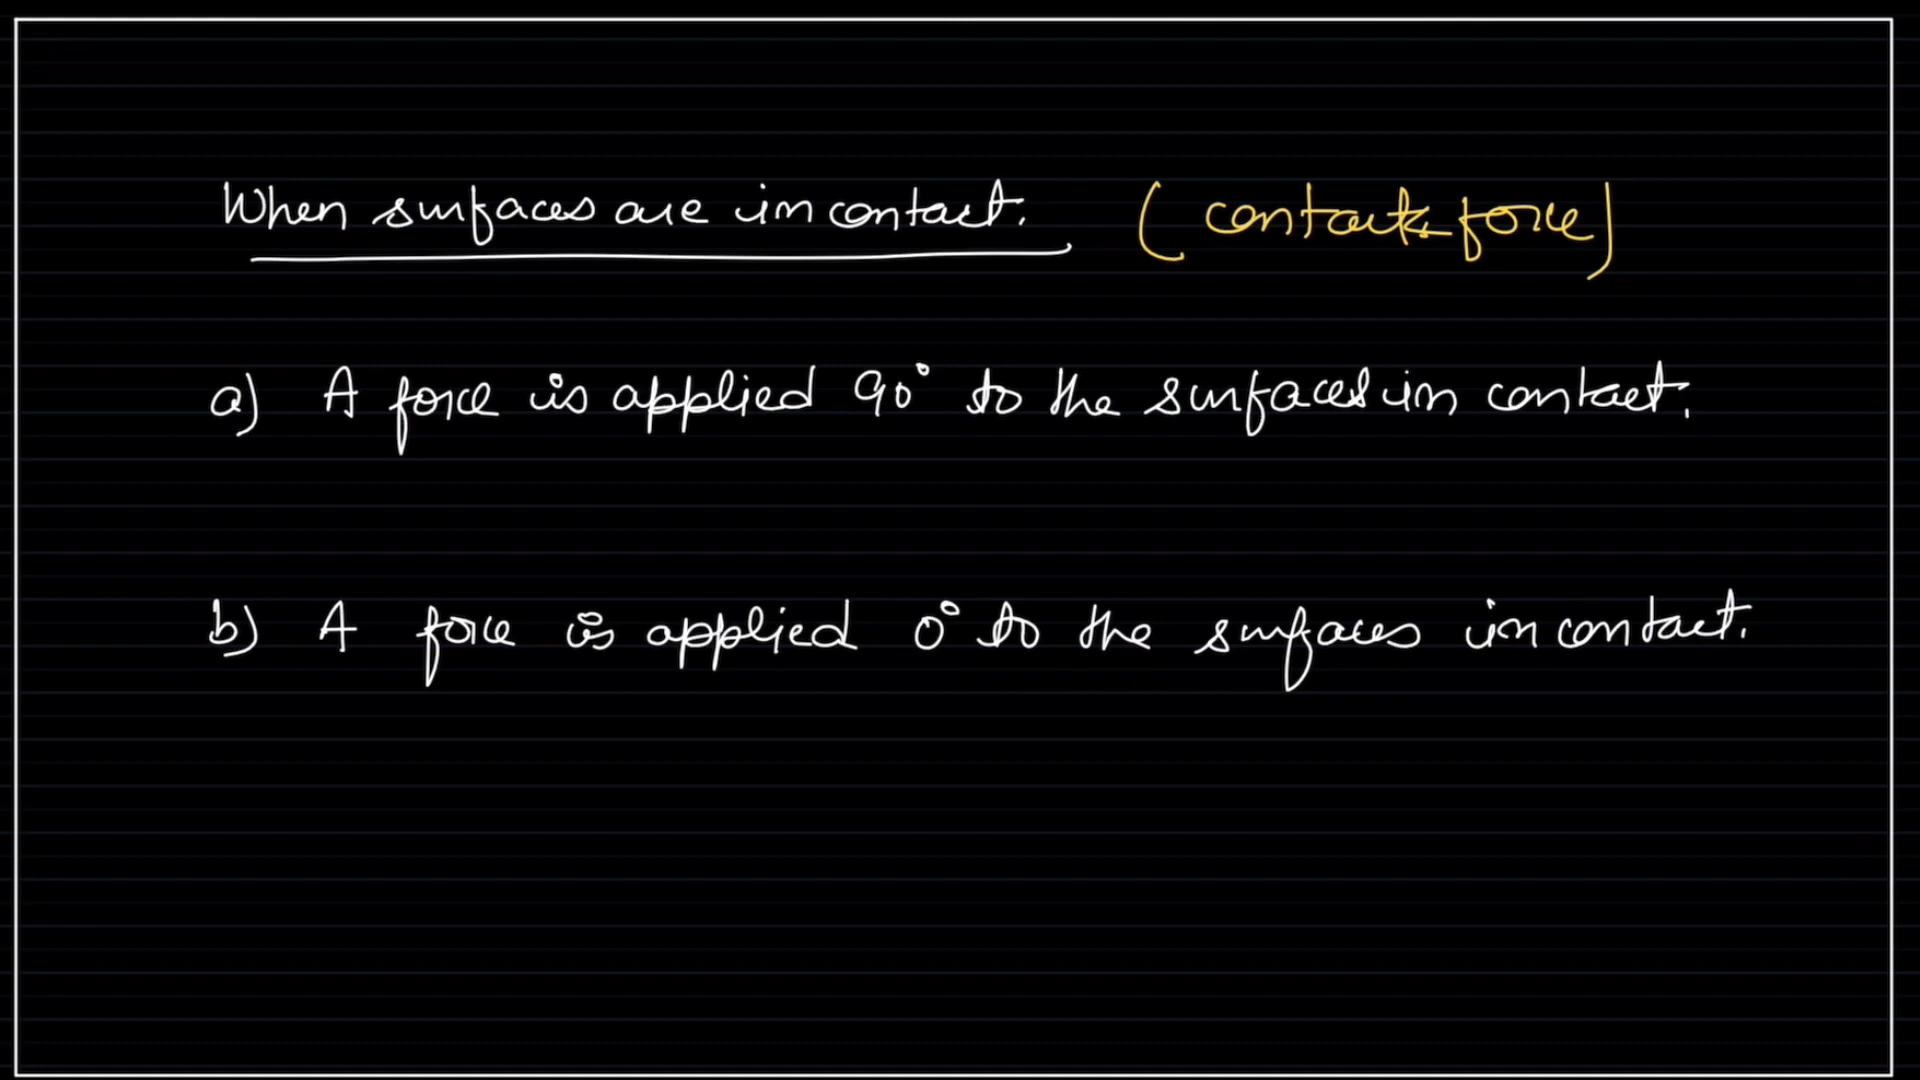 When surfaces are in contact. (contact force)
a) A force is applied 90° to the surfaces in contact.
b) A force is applied 0° to the surfaces in contact.